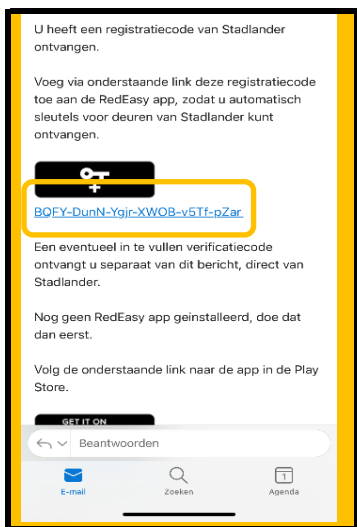 U heeft een registratiecode van Stadlander
ontvangen.
Voeg via onderstaande link deze registratiecode
toe aan de RedEasy app, zodat u automatisch
sleutels voor deuren van Stadlander kunt
ontvangen.
BQFY-DunN-Ygjr-XWOB-v5Tf-pZar
Een eventueel in te vullen verificatiecode
ontvangt u separaat van dit bericht, direct van
Stadlander.
Nog geen RedEasy app geïnstalleerd, doe dat
dan eerst.
Volg de onderstaande link naar de app in de Play
Store.
GET IT ON
Beantwoorden
E-mail Zoeken 1 Agenda